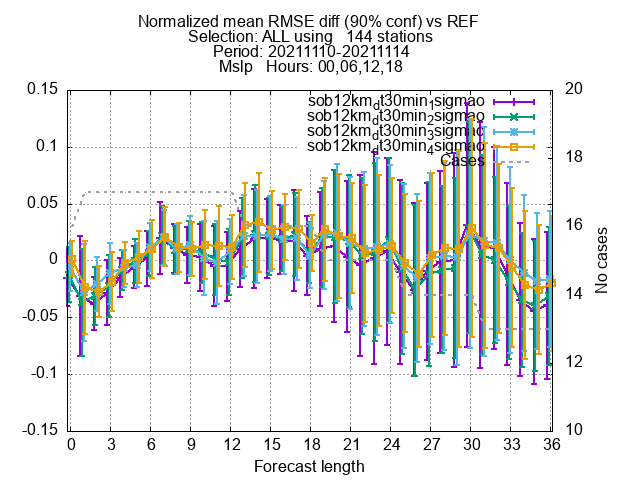 Normalized mean RMSE diff (90% conf) vs REF
Selection: ALL using 144 stations
Period: 20211110-20211114
Mslp Hours: 00,06,12,18
0.15
0.1
0.05
0
-0.05
-0.1
-0.15
20
18
16
14
12
10
No cases
sob12km_dt30min_1sigmao
sob12km_dt30min_2sigmao
sob12km_dt30min_3sigmao
sob12km_dt30min_4sigmao
Cases
0 3 6 9 12 15 18 21 24 27 30 33 36
Forecast length